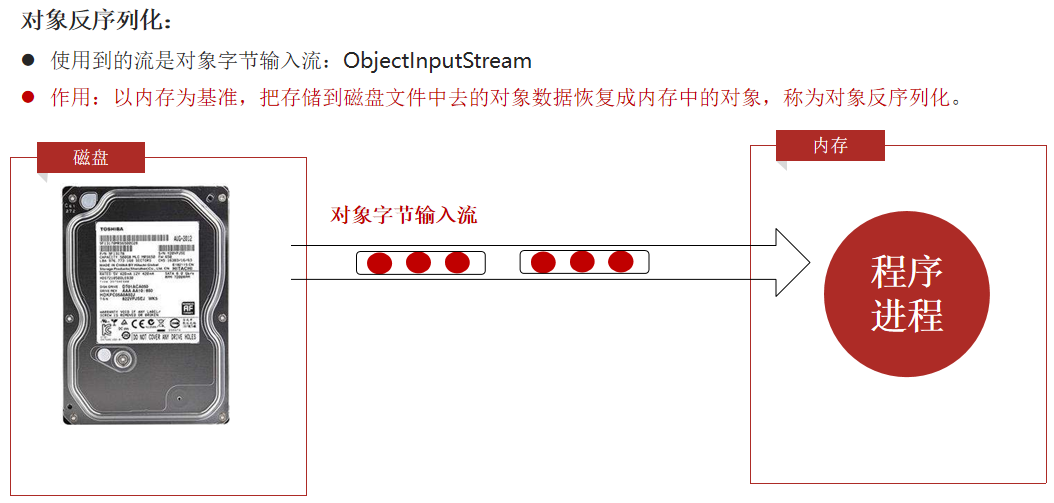 对象反序列化：
● 使用到的流是对象字节输入流：ObjectInputStream
● 作用：以内存为基准，把存储到磁盘文件中去的对象数据恢复成内存中的对象，称为对象反序列化。
磁盘
内存
对象字节输入流
程序
进程
TOSHIBA
AUG-2012
DO NOT COVER ANY DRIVE HOLES